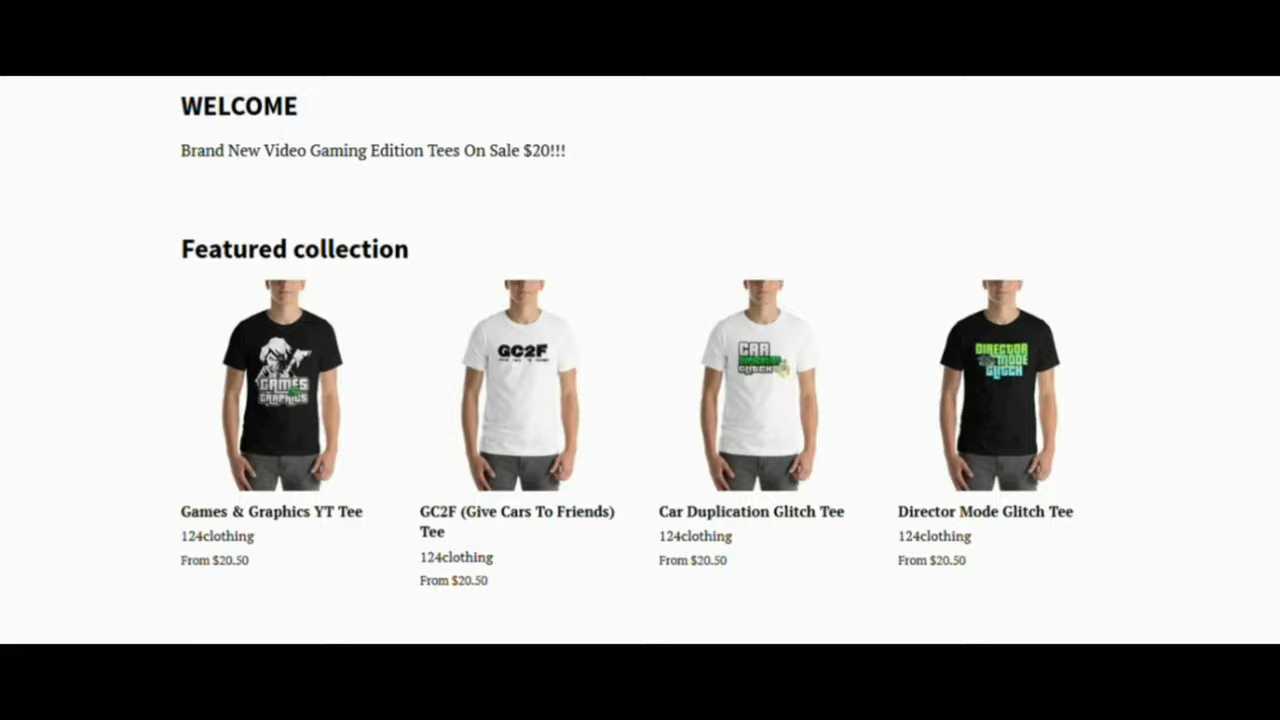 WELCOME
Brand New Video Gaming Edition Tees On Sale $20!!!
Featured collection
GAMES
GRAPHICS
GC2F
CAR
GLITCH
DIRECTOR
MODE
GLITCH
Games & Graphics YT Tee
124clothing
From $20.50
GC2F (Give Cars To Friends)
Tee
124clothing
From $20.50
Car Duplication Glitch Tee
124clothing
From $20.50
Director Mode Glitch Tee
124clothing
From $20.50